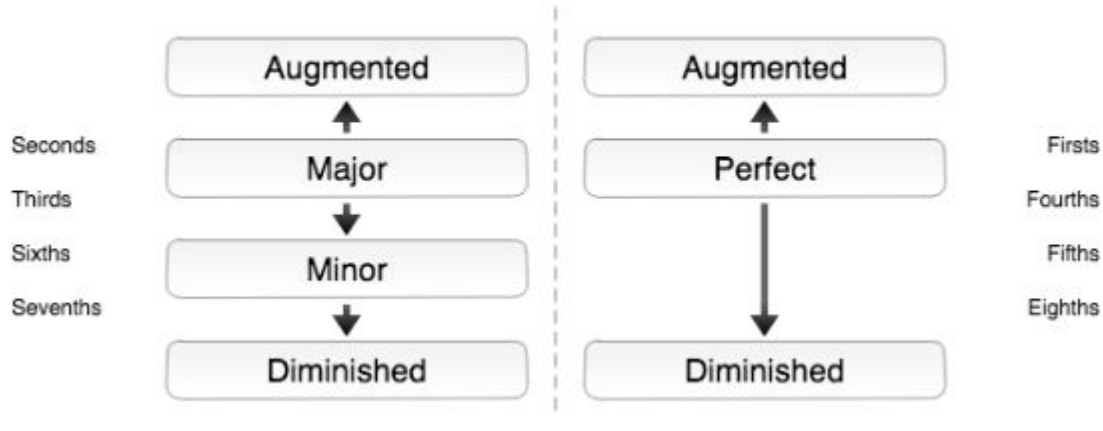 Augmented
Augmented
Seconds
Major
Perfect
Firsts
Thirds
Fourths
Sixths
Minor
Fifths
Sevenths
Eighths
Diminished
Diminished